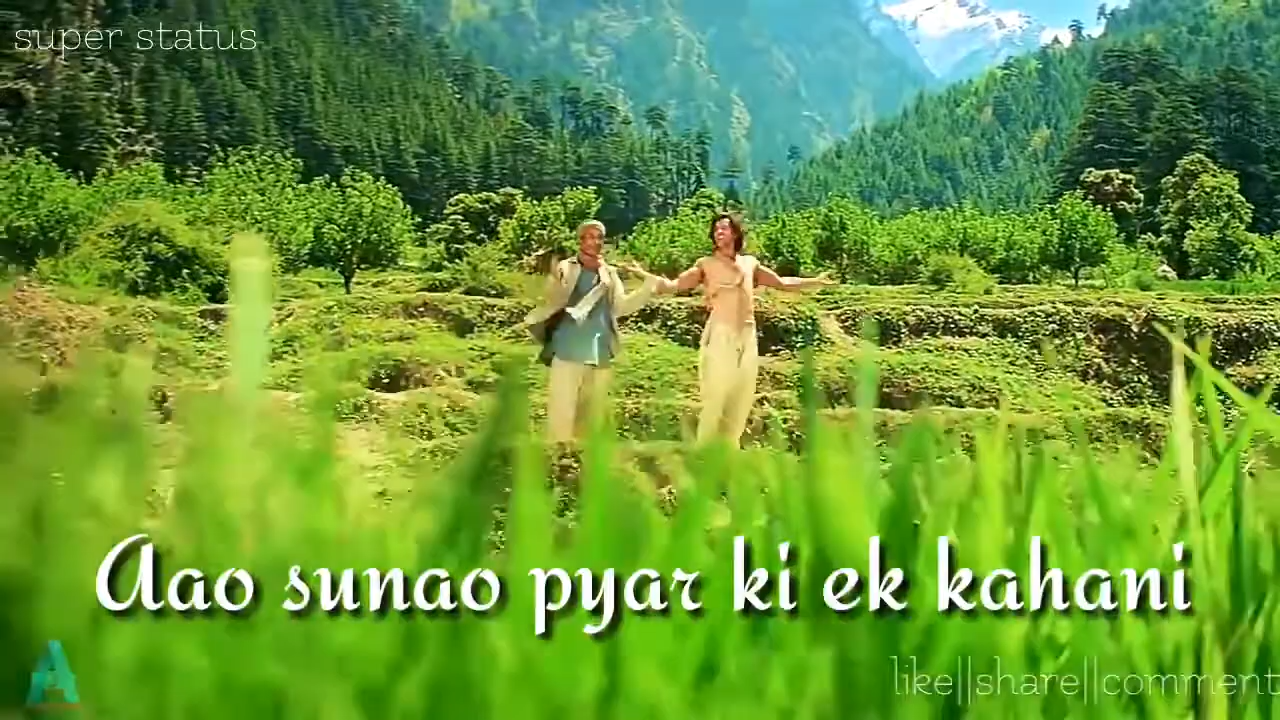 super status
Aao sunao pyar ki ek kahani
A
like||share||comment